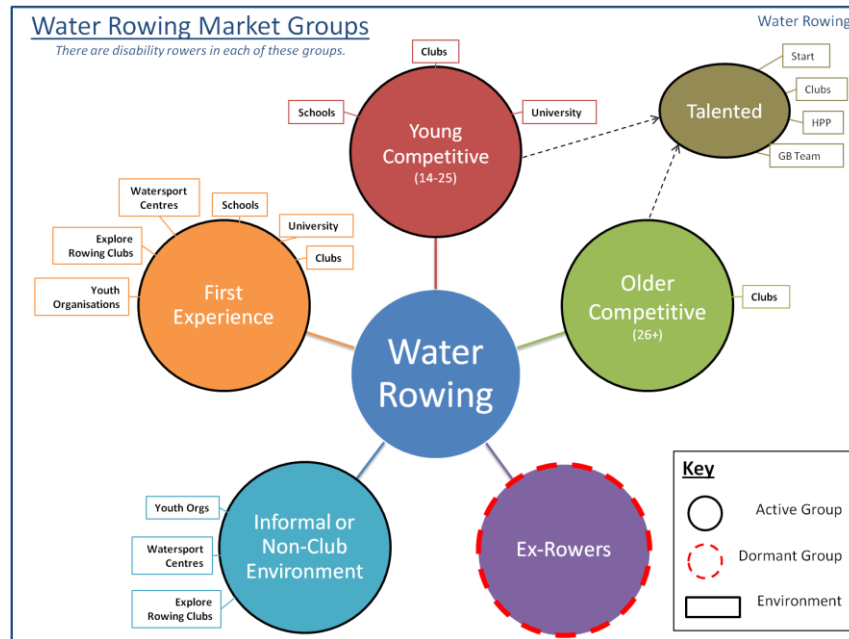 Water Rowing Market Groups
Water Rowing
There are disability rowers in each of these groups.
Clubs
Schools
University
Young
Competitive
(14-25)
Start
Clubs
HPP
GB Team
Talented
Watersport
Centres
Schools
University
Clubs
Explore
Rowing Clubs
Youth
Organisations
First
Experience
Older
Competitive
(26+)
Clubs
Water
Rowing
Youth Orgs
Watersport
Centres
Explore
Rowing Clubs
Informal or
Non-Club
Environment
Ex-Rowers
Key
Active Group
Dormant Group
Environment